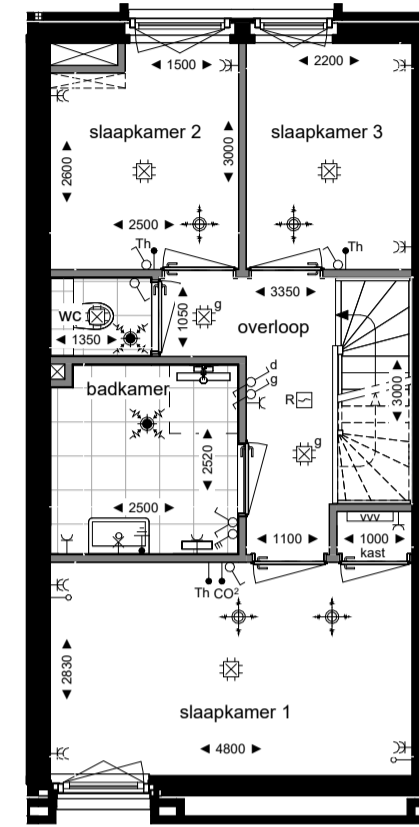 1500
2200
slaapkamer 2
slaapkamer 3
2600
3000
2500
Th
Th
wc
1350
1050
g
3350
overloop
badkamer
d
g
R
3000
g
2520
2500
1100
vvv
1000
kast
Th CO²
2830
slaapkamer 1
4800